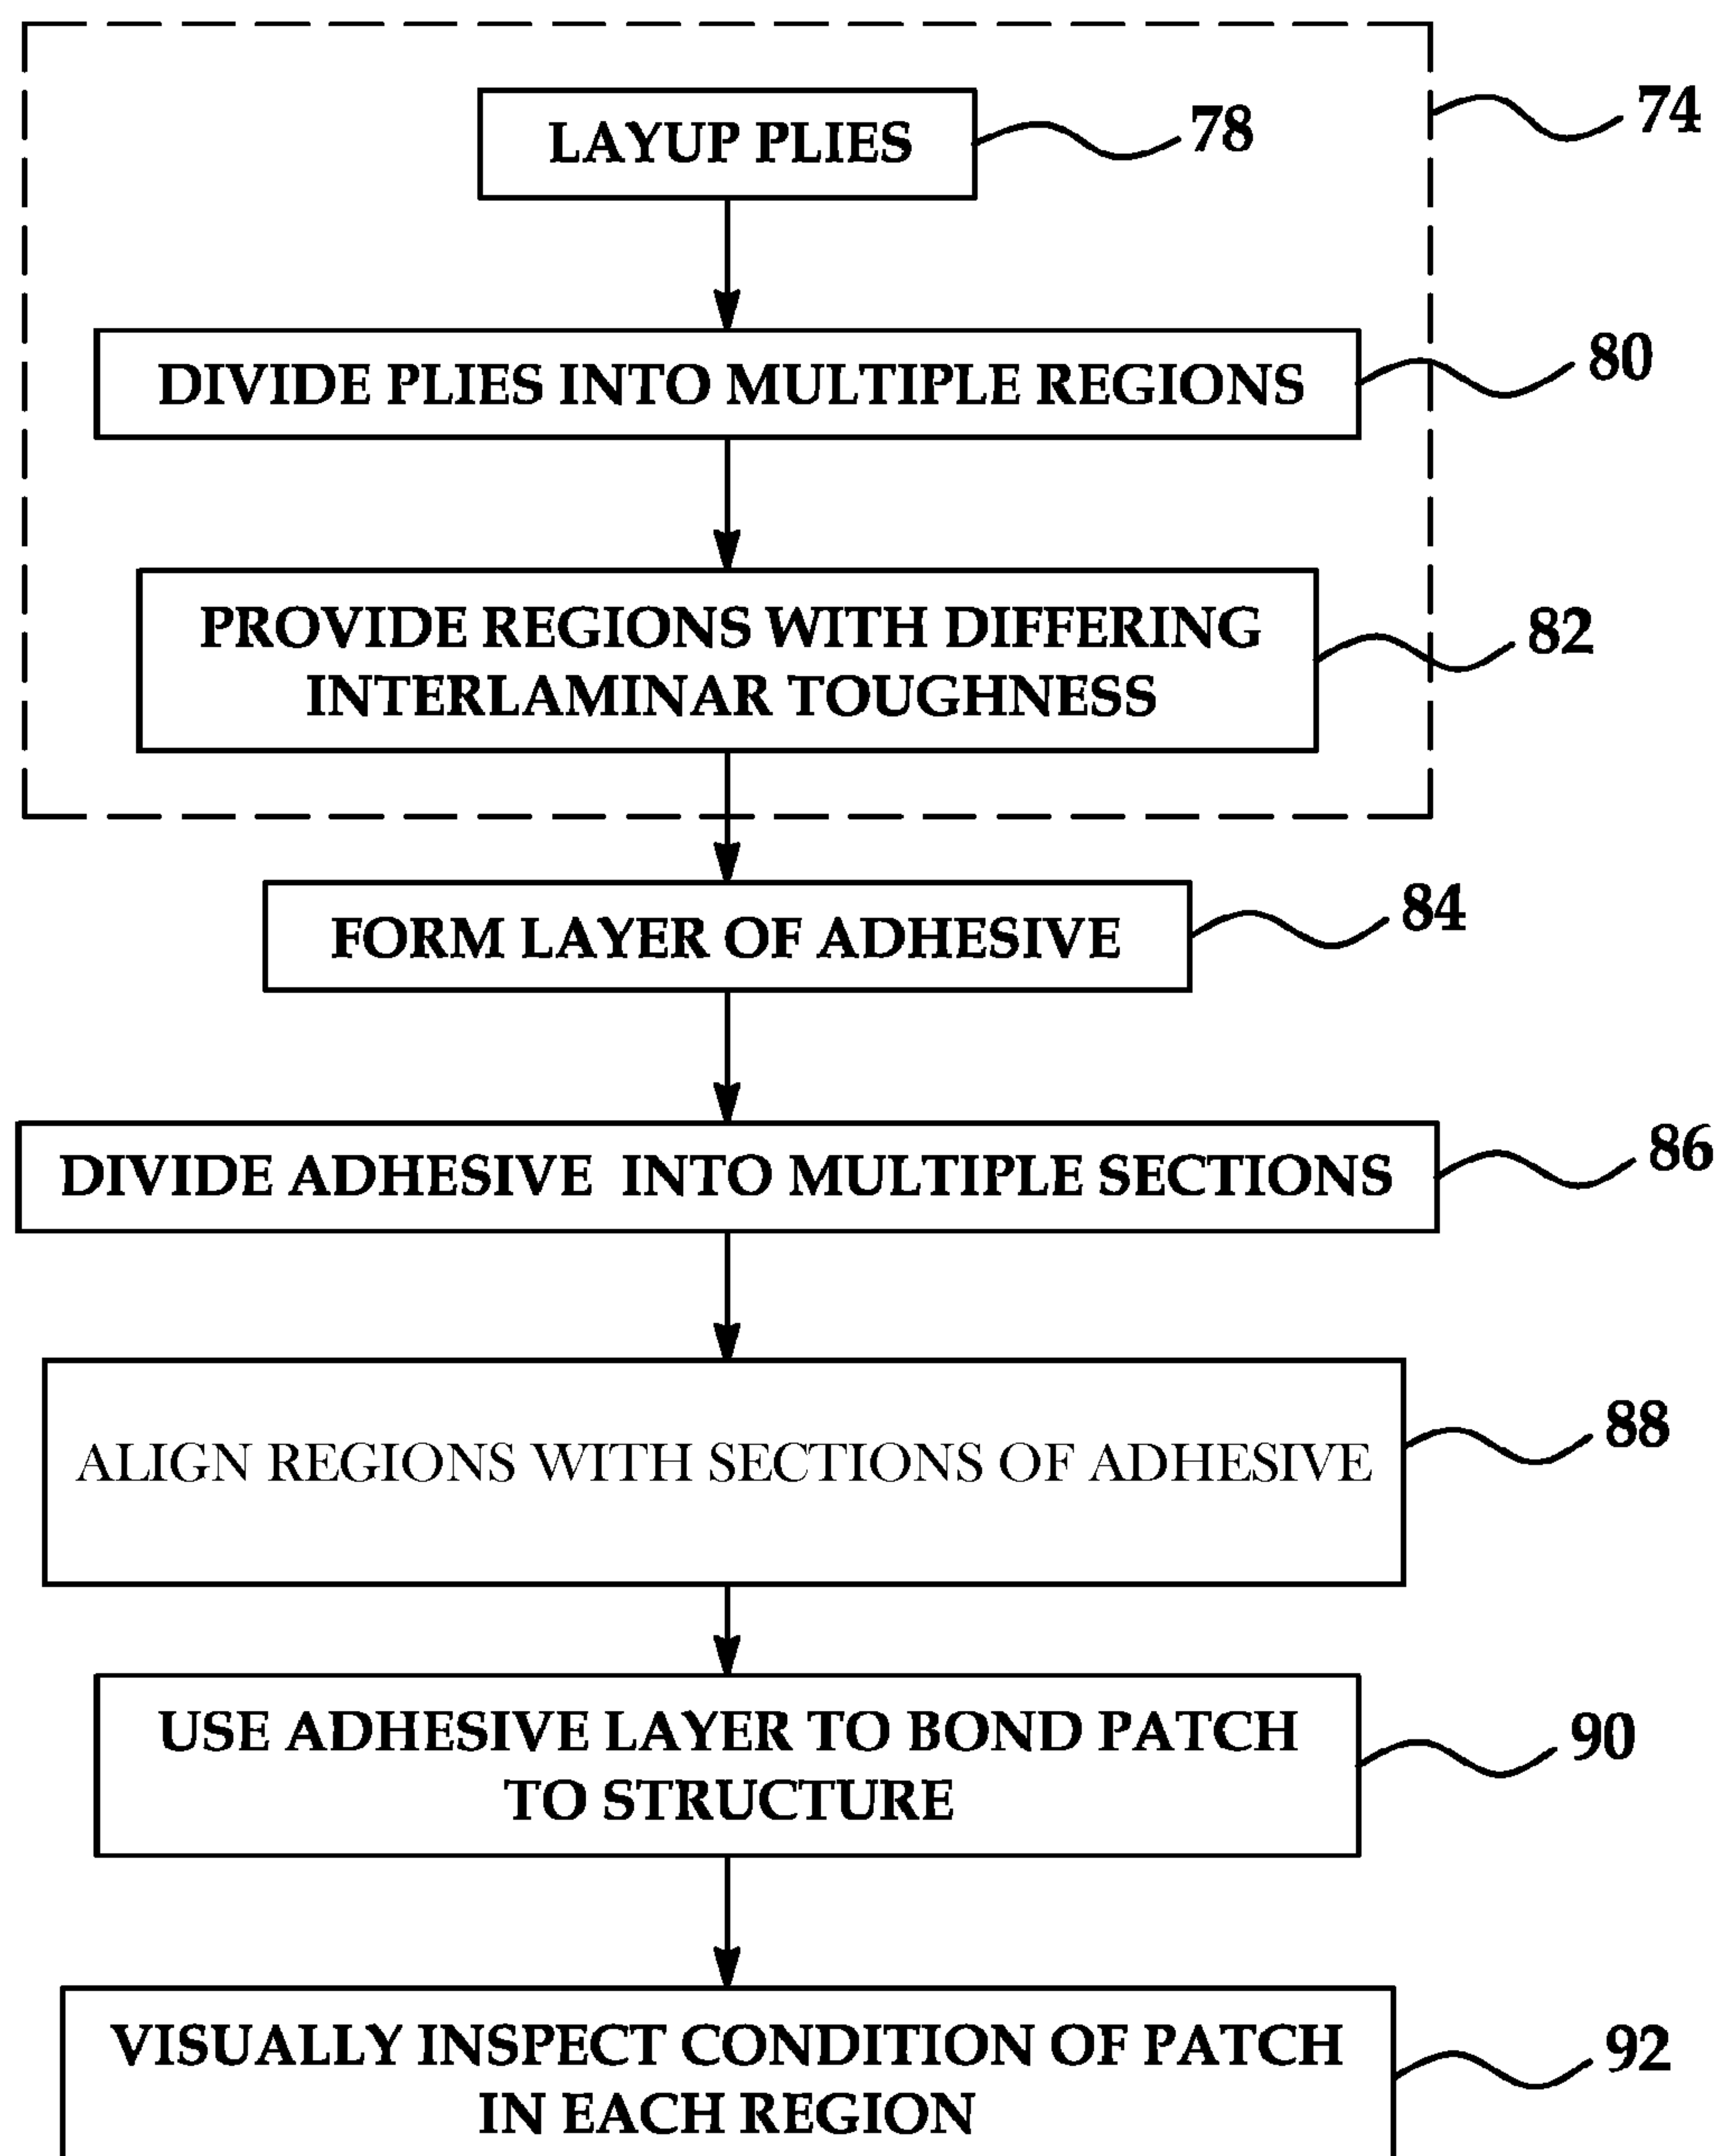 74
LAYUP PLIES
78
DIVIDE PLIES INTO MULTIPLE REGIONS
80
PROVIDE REGIONS WITH DIFFERING
INTERLAMINAR TOUGHNESS
82
FORM LAYER OF ADHESIVE
84
DIVIDE ADHESIVE INTO MULTIPLE SECTIONS
86
ALIGN REGIONS WITH SECTIONS OF ADHESIVE
88
USE ADHESIVE LAYER TO BOND PATCH
TO STRUCTURE
90
VISUALLY INSPECT CONDITION OF PATCH
IN EACH REGION
92